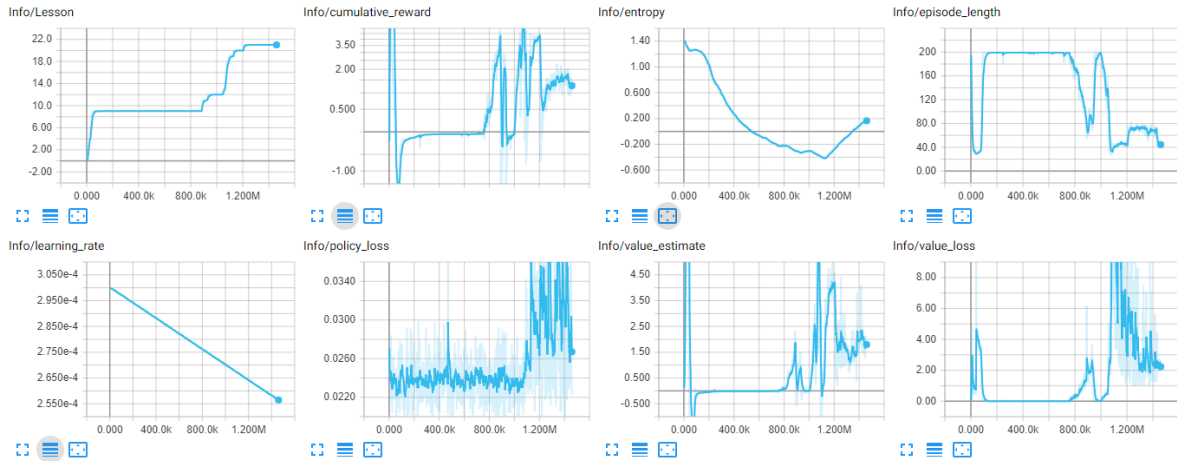 Info/Lesson
22.0
18.0
14.0
10.0
6.00
2.00
-2.00
0.000 400.0k 800.0k 1.200M
Info/cumulative_reward
3.50
2.00
0.500
-1.00
0.000 400.0k 800.0k 1.200M
Info/entropy
1.40
1.00
0.600
0.200
-0.200
-0.600
0.000 400.0k 800.0k 1.200M
Info/episode_length
200
160
120
80.0
40.0
0.00
0.000 400.0k 800.0k 1.200M
Info/learning_rate
3.050e-4
2.950e-4
2.850e-4
2.750e-4
2.650e-4
2.550e-4
0.000 400.0k 800.0k 1.200M
Info/policy_loss
0.0340
0.0300
0.0260
0.0220
0.000 400.0k 800.0k 1.200M
Info/value_estimate
4.50
3.50
2.50
1.50
0.500
-0.500
0.000 400.0k 800.0k 1.200M
Info/value_loss
8.00
6.00
4.00
2.00
0.00
0.000 400.0k 800.0k 1.200M